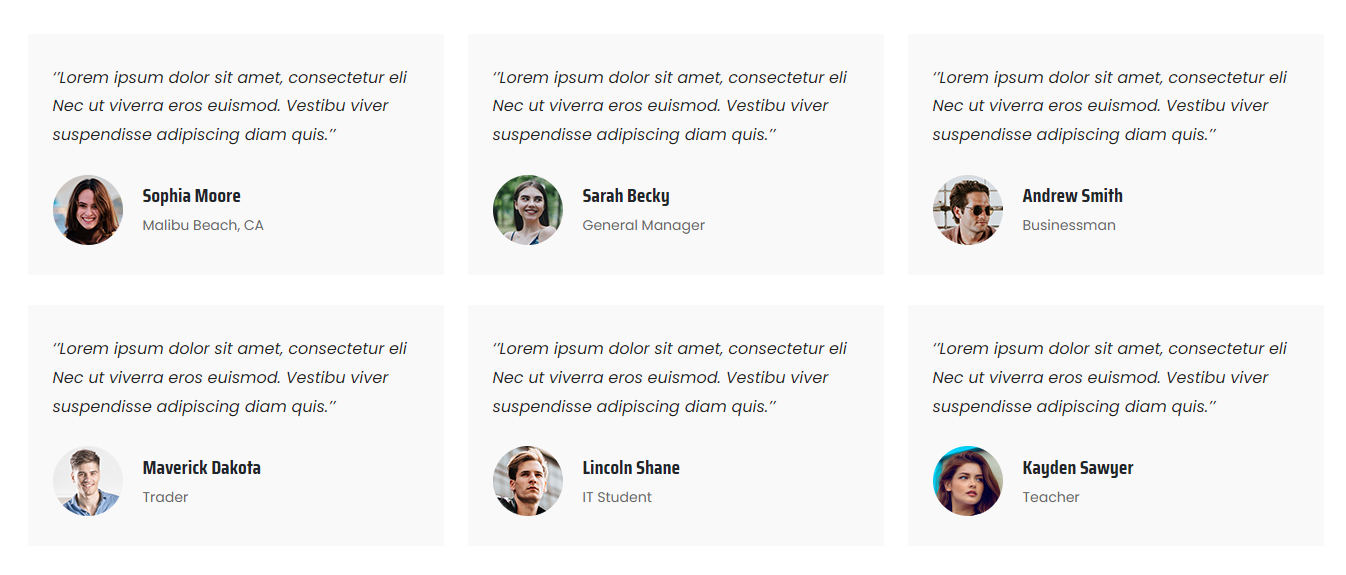 ’’Lorem ipsum dolor sit amet, consectetur eli
Nec ut viverra eros euismod. Vestibu viver
suspendisse adipiscing diam quis.’’
Sophia Moore
Malibu Beach, CA
’’Lorem ipsum dolor sit amet, consectetur eli
Nec ut viverra eros euismod. Vestibu viver
suspendisse adipiscing diam quis.’’
Sarah Becky
General Manager
’’Lorem ipsum dolor sit amet, consectetur eli
Nec ut viverra eros euismod. Vestibu viver
suspendisse adipiscing diam quis.’’
Andrew Smith
Businessman
’’Lorem ipsum dolor sit amet, consectetur eli
Nec ut viverra eros euismod. Vestibu viver
suspendisse adipiscing diam quis.’’
Maverick Dakota
Trader
’’Lorem ipsum dolor sit amet, consectetur eli
Nec ut viverra eros euismod. Vestibu viver
suspendisse adipiscing diam quis.’’
Lincoln Shane
IT Student
’’Lorem ipsum dolor sit amet, consectetur eli
Nec ut viverra eros euismod. Vestibu viver
suspendisse adipiscing diam quis.’’
Kayden Sawyer
Teacher